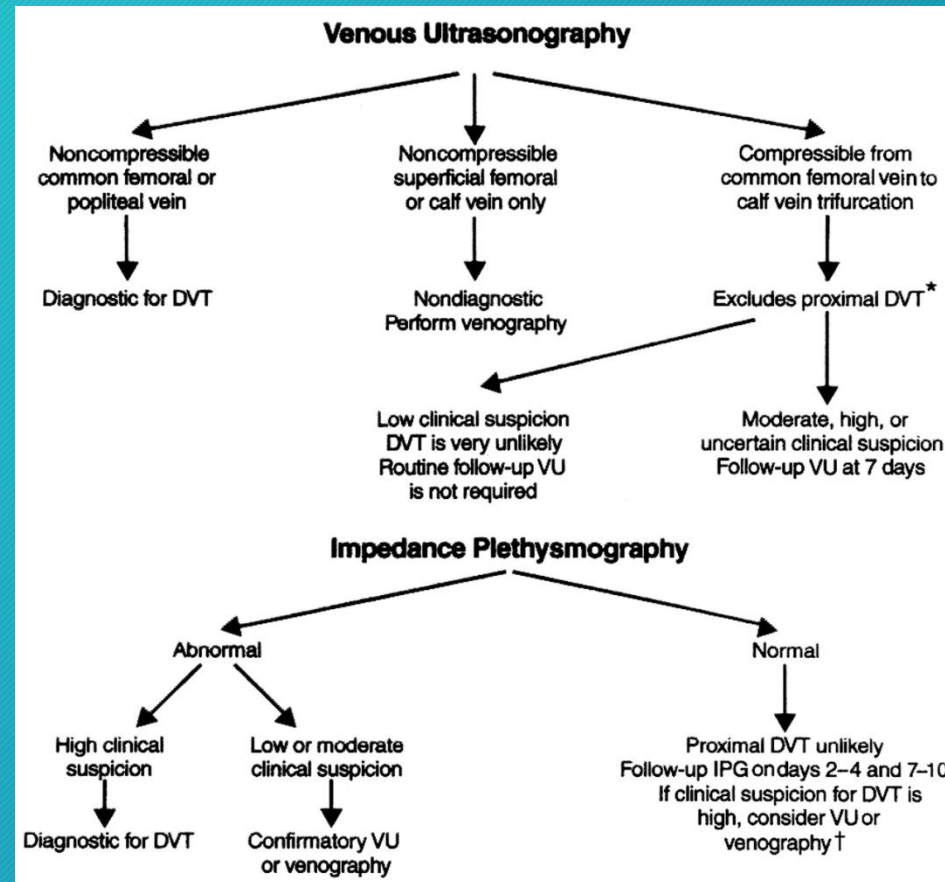 Venous Ultrasonography
Noncompressible
common femoral or
popliteal vein
Diagnostic for DVT
Noncompressible
superficial femoral
or calf vein only
Nondiagnostic
Perform venography
Compressible from
common femoral vein to
calf vein trifurcation
Excludes proximal DVT*
Low clinical suspicion
DVT is very unlikely
Routine follow-up VU
is not required
Moderate, high, or
uncertain clinical suspicion
Follow-up VU at 7 days
Impedance Plethysmography
Abnormal
High clinical
suspicion
Diagnostic for DVT
Low or moderate
clinical suspicion
Confirmatory VU
or venography
Normal
Proximal DVT unlikely
Follow-up IPG on days 2–4 and 7–10
If clinical suspicion for DVT is
high, consider VU or
venography†